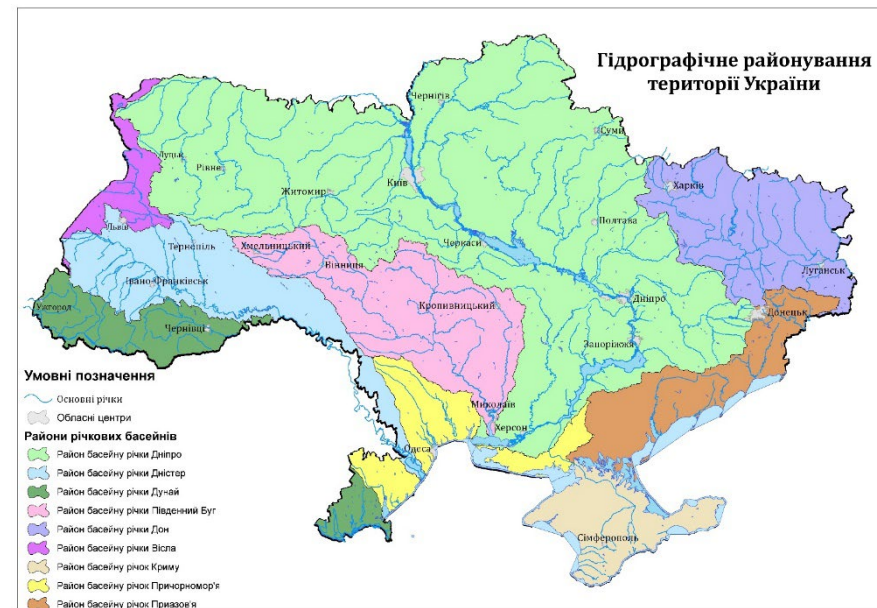 Гідрографічне районування
території України
Чернігів
Суми
Луцьк
Рівне
Житомир
Київ
Харків
Львів
Полтава
Тернопіль
Хмельницький
Черкаси
Вінниця
Луганськ
Івано-Франківськ
Кропивницький
Дніпро
Ужгород
Донецьк
Чернівці
Запоріжжя
Миколаїв
Херсон
Одеса
Сімферополь
Умовні позначення
Основні річки
Обласні центри
Райони річкових басейнів
Район басейну річки Дніпро
Район басейну річки Дністер
Район басейну річки Дунай
Район басейну річки Південний Буг
Район басейну річки Дон
Район басейну річки Вісла
Район басейну річок Криму
Район басейну річок Причорномор'я
Район басейну річок Приазов'я